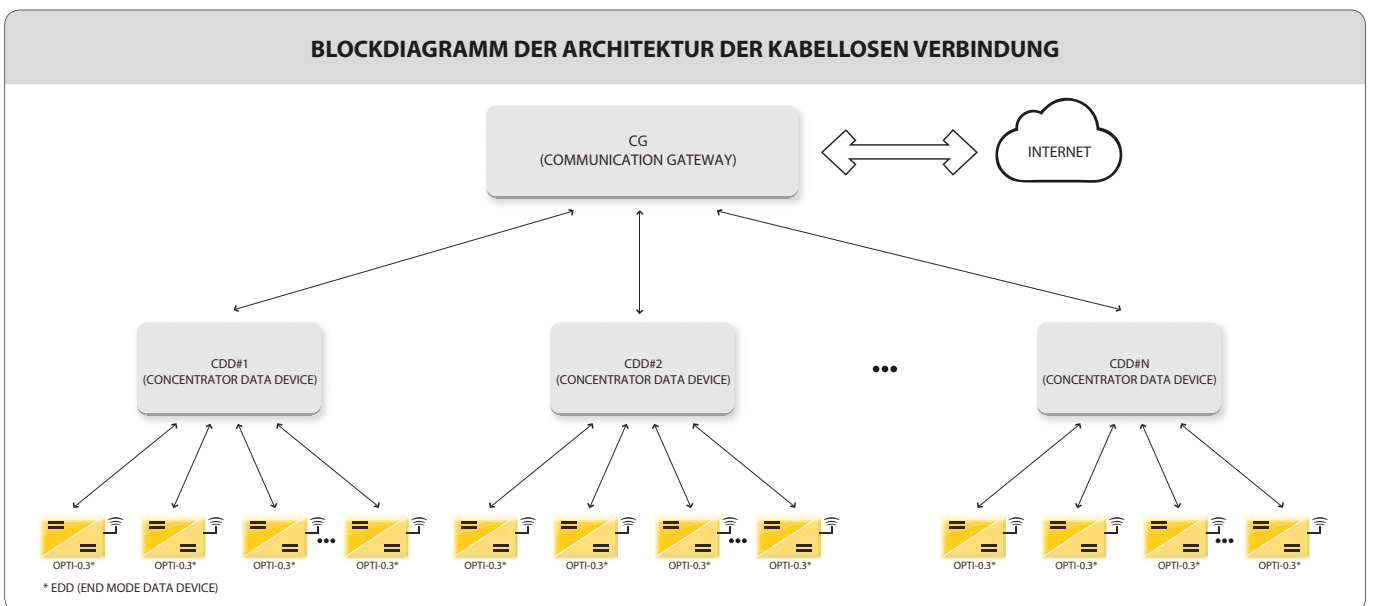 BLOCKDIAGRAMM DER ARCHITEKTUR DER KABELLOSEN VERBINDUNG
CG
(COMMUNICATION GATEWAY)
INTERNET
CDD#1
(CONCENTRATOR DATA DEVICE)
CDD#2
(CONCENTRATOR DATA DEVICE)
•••
CDD#N
(CONCENTRATOR DATA DEVICE)
OPTI-0.3*
OPTI-0.3*
OPTI-0.3*
•••
OPTI-0.3*
OPTI-0.3*
OPTI-0.3*
OPTI-0.3*
•••
OPTI-0.3*
OPTI-0.3*
OPTI-0.3*
OPTI-0.3*
•••
OPTI-0.3*
* EDD (END MODE DATA DEVICE)